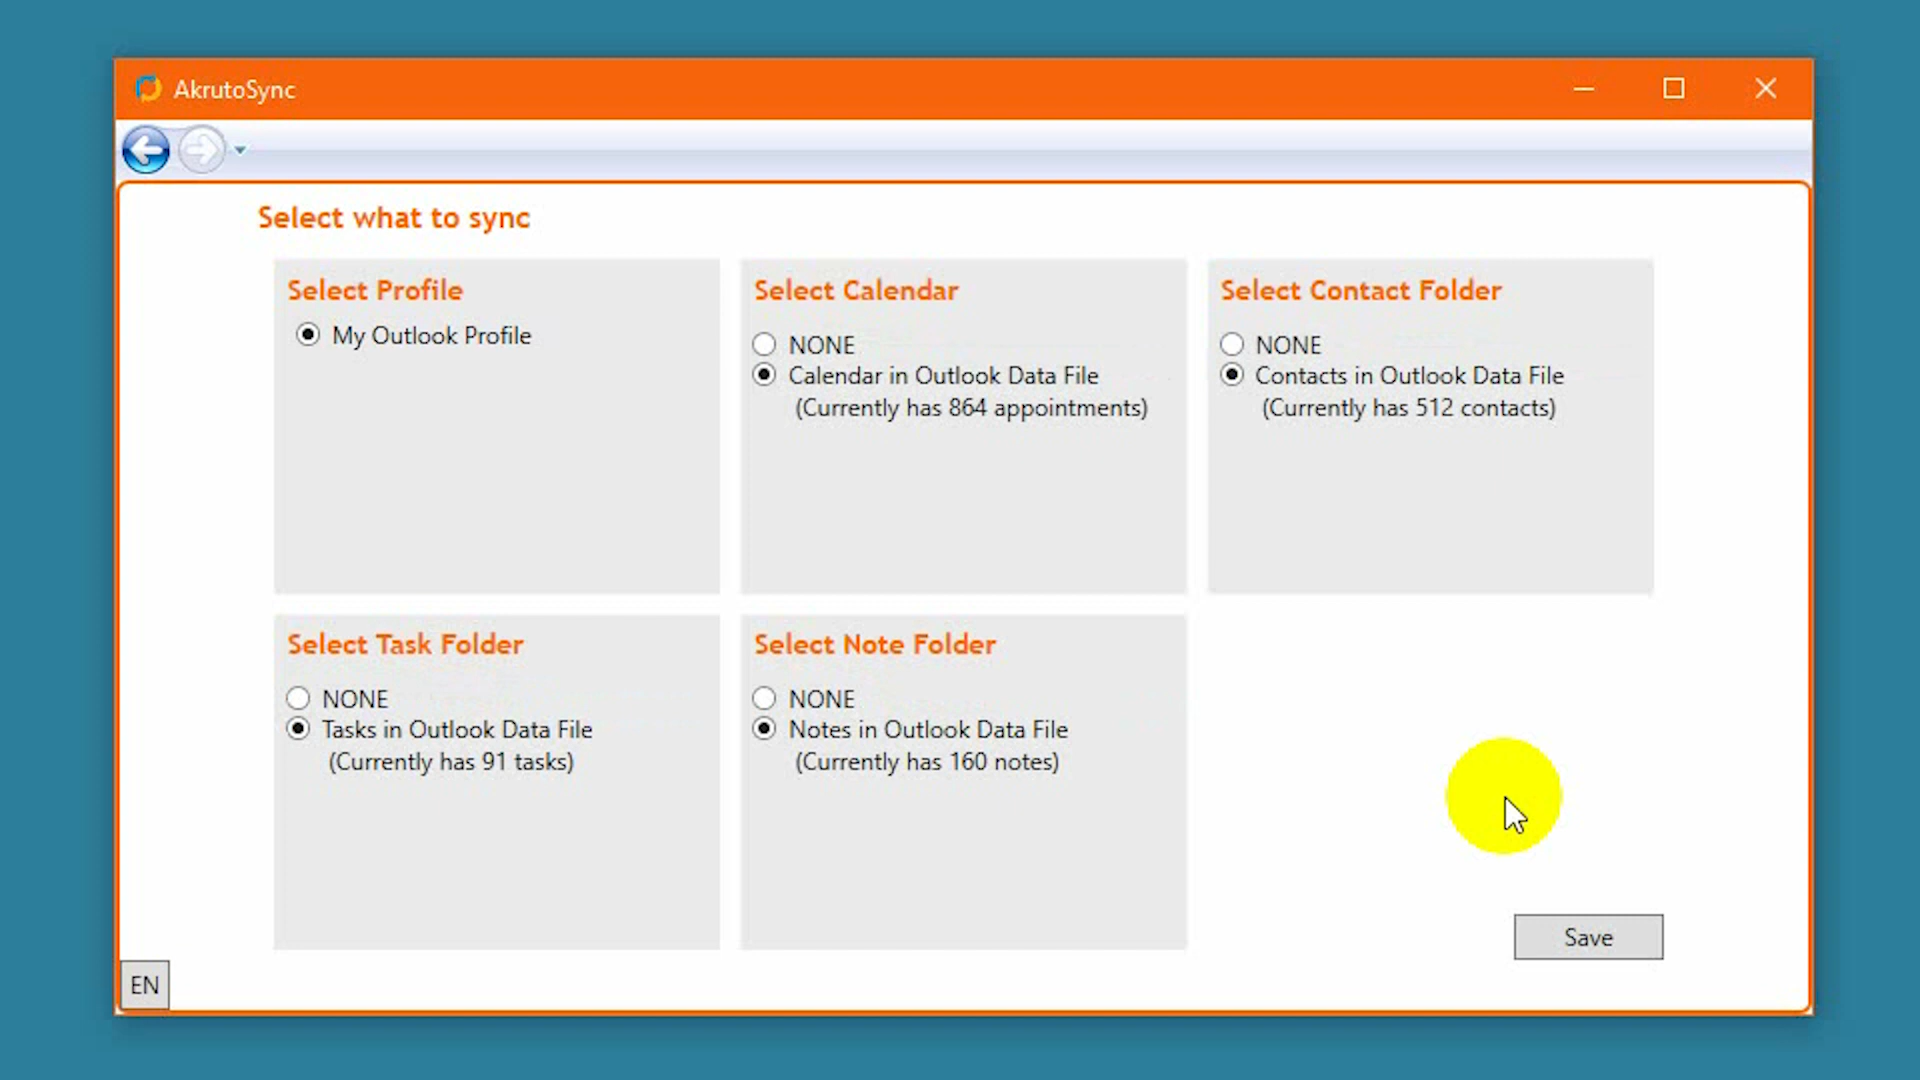 AkrutoSync
Select what to sync
Select Profile
My Outlook Profile
Select Calendar
NONE
Calendar in Outlook Data File
(Currently has 864 appointments)
Select Contact Folder
NONE
Contacts in Outlook Data File
(Currently has 512 contacts)
Select Task Folder
NONE
Tasks in Outlook Data File
(Currently has 91 tasks)
Select Note Folder
NONE
Notes in Outlook Data File
(Currently has 160 notes)
Save
EN